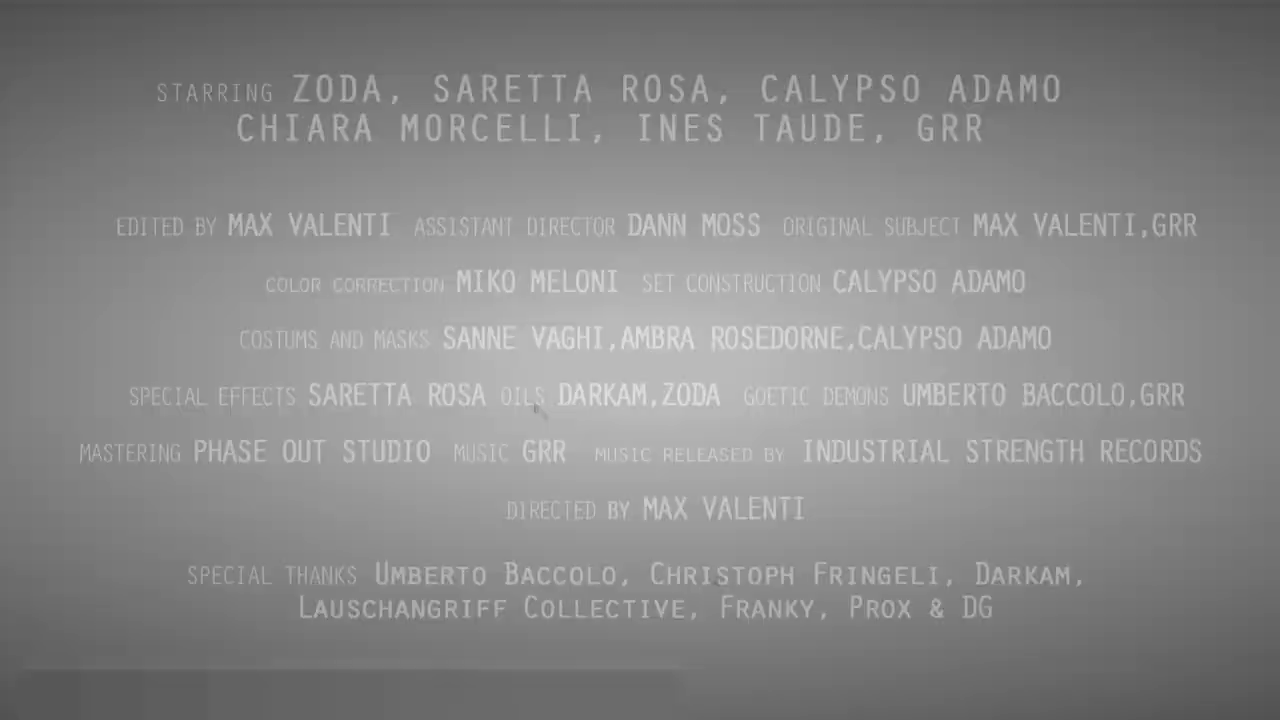 STARRING ZODA, SARETTA ROSA, CALYPSO ADAMO
CHIARA MORCELLI, INES TAUDE, GRR
EDITED BY MAX VALENTI ASSISTANT DIRECTOR DANN MOSS ORIGINAL SUBJECT MAX VALENTI,GRR
COLOR CORRECTION MIKO MELONI SET CONSTRUCTION CALYPSO ADAMO
COSTUMS AND MASKS SANNE VAGHI,AMBRA ROSEDORNE,CALYPSO ADAMO
SPECIAL EFFECTS SARETTA ROSA OILS DARKAM,ZODA GOETIC DEMONS UMBERTO BACCOLO,GRR
MASTERING PHASE OUT STUDIO MUSIC GRR MUSIC RELEASED BY INDUSTRIAL STRENGTH RECORDS
DIRECTED BY MAX VALENTI
SPECIAL THANKS UMBERTO BACCOLO, CHRISTOPH FRINGELI, DARKAM,
LAUSCHANGRIFF COLLECTIVE, FRANKY, PROX & DG